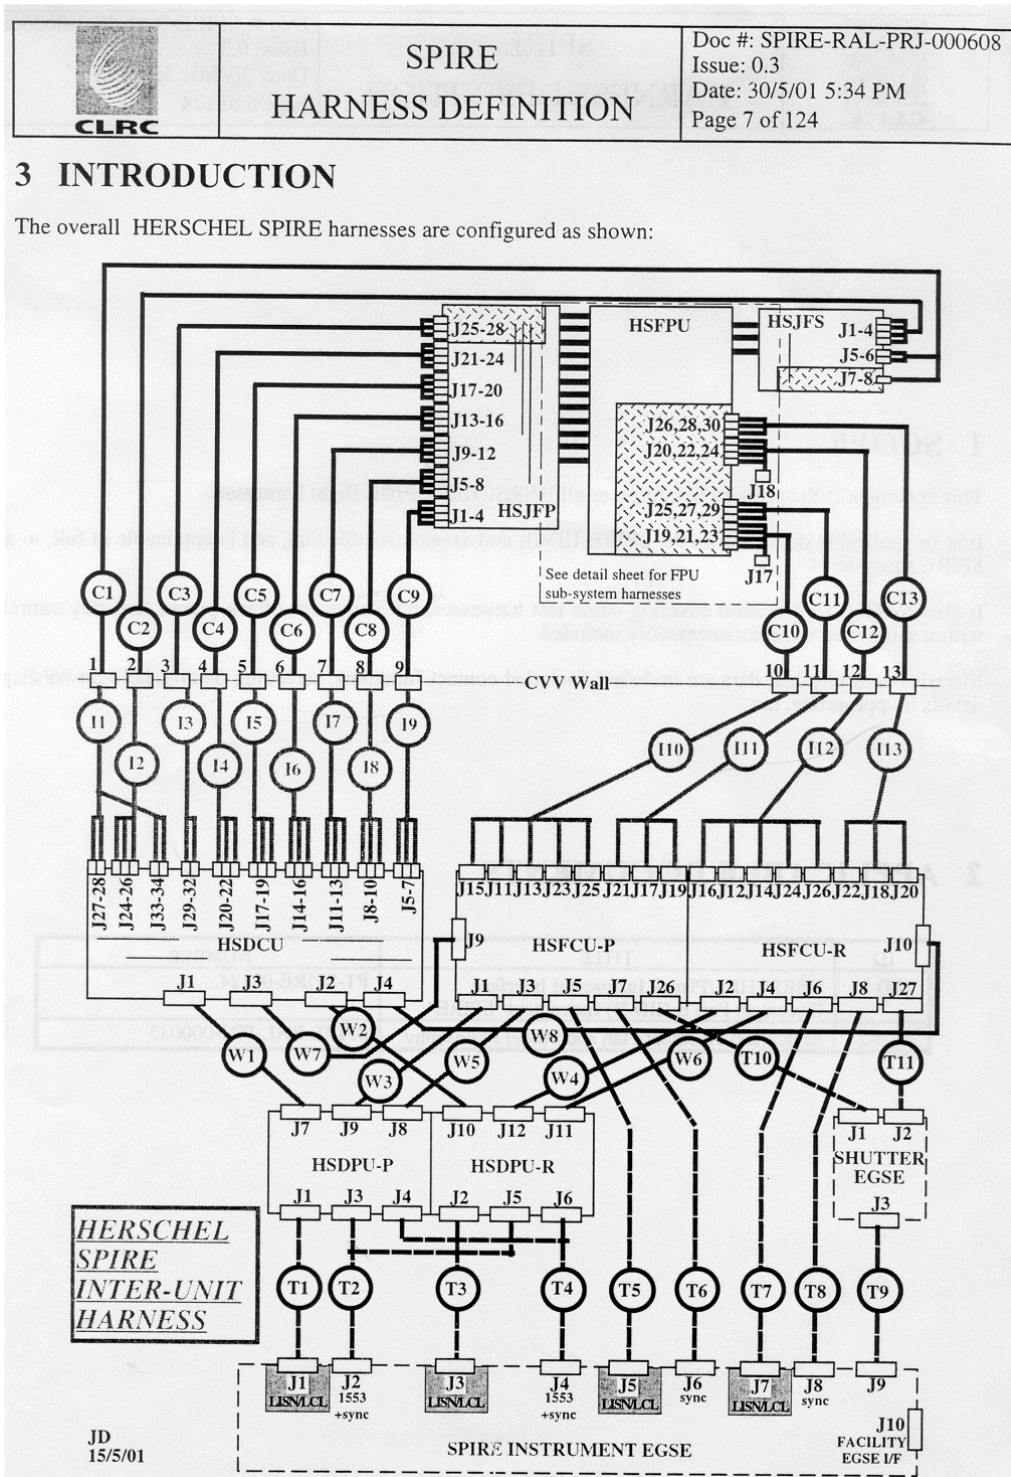 CLRC
SPIRE
HARNESS DEFINITION
Doc #: SPIRE-RAL-PRJ-000608
Issue: 0.3
Date: 30/5/01 5:34 PM
Page 7 of 124
3 INTRODUCTION
The overall HERSCHEL SPIRE harnesses are configured as shown:
J25-28
J21-24
J17-20
J13-16
J9-12
J5-8
J1-4
HSJFP
HSFPU
HSJFS
J1-4
J5-6
J7-8
J26,28,30
J20,22,24
J18
J25,27,29
J19,21,23
J17
See detail sheet for FPU
sub-system harnesses
C1
C3
C5
C7
C9
C11
C13
C2
C4
C6
C8
C10
C12
1 2 3 4 5 6 7 8 9
CVV Wall
10 11 12 13
I1
I3
I5
I7
I9
I2
I4
I6
I8
I10
I11
I12
I13
J27-28
J24-26
J33-34
J29-32
J20-22
J17-19
J14-16
J11-13
J8-10
J5-7
HSDCU
J1 J3 J2 J4
J15 J11 J13 J23 J25 J21 J17 J19 J16 J12 J14 J24 J26 J22 J18 J20
J9
HSFCU-P
HSFCU-R
J10
J1 J3 J5 J7 J26 J2 J4 J6 J8 J27
W1
W7
W2
W3
W5
W8
W4
W6
T10
T11
J7 J9 J8 J10 J12 J11
HSDPU-P
HSDPU-R
J1 J3 J4 J2 J5 J6
J1 J2
SHUTTER
EGSE
J3
HERSCHEL
SPIRE
INTER-UNIT
HARNESS
T1
T2
T3
T4
T5
T6
T7
T8
T9
J1
LISN/LCL
J2
1553
+sync
J3
LISN/LCL
J4
1553
+sync
J5
LISN/LCL
J6
sync
J7
LISN/LCL
J8
sync
J9
J10
FACILITY
EGSE I/F
SPIRE INSTRUMENT EGSE
JD
15/5/01